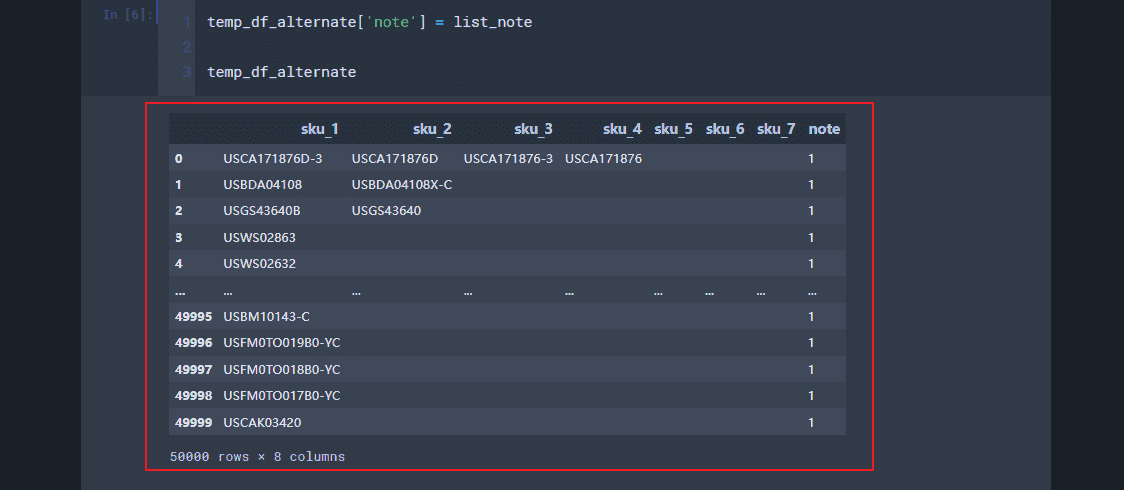 In [6]:
1 temp_df_alternate['note'] = list_note
2
3 temp_df_alternate
sku_1 sku_2 sku_3 sku_4 sku_5 sku_6 sku_7 note
0 USCA171876D-3 USCA171876D USCA171876-3 USCA171876 1
1 USBDA04108 USBDA04108X-C 1
2 USGS43640B USGS43640 1
3 USWS02863 1
4 USWS02632 1
... ... ... ... ... ... ... ... ...
49995 USBM10143-C 1
49996 USFM0TO019B0-YC 1
49997 USFM0TO018B0-YC 1
49998 USFM0TO017B0-YC 1
49999 USCAK03420 1
50000 rows × 8 columns